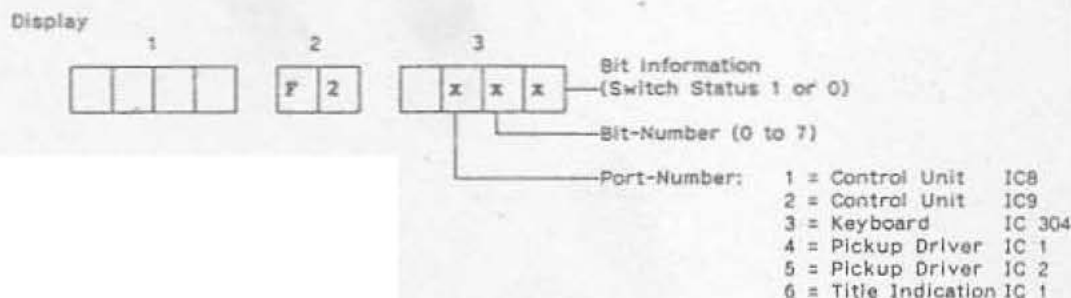 Display
1 2 3
F 2 x x x
Bit Information
(Switch Status 1 or 0)
Bit-Number (0 to 7)
Port-Number: 1 = Control Unit IC8
2 = Control Unit IC9
3 = Keyboard IC 304
4 = Pickup Driver IC 1
5 = Pickup Driver IC 2
6 = Title Indication IC 1